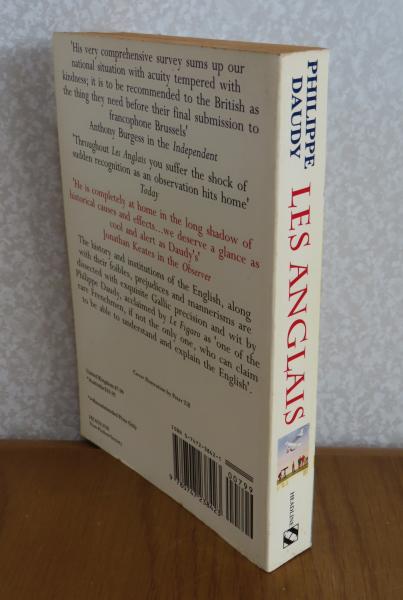 'His very comprehensive survey sums up our
national situation with acuity tempered with
kindness; it is to be recommended to the British as
the thing they need before their final submission to
francophone Brussels'
Anthony Burgess in the Independent
'Throughout Les Anglais you suffer the shock of
sudden recognition as an observation hits home'
Today
'He is completely at home in the long shadow of
historical causes and effects...we deserve a glance as
cool and alert as Daudy's'
Jonathan Keates in the Observer
The history and institutions of the English, along
with their foibles, prejudices and mannerisms are
dissected with exquisite Gallic precision and wit by
Philippe Daudy, acclaimed by Le Figaro as 'one of the
rare Frenchmen, if not the only one, who can claim
to be able to understand and explain the English'.
Cover illustration by Peter Till
00799
PHILIPPE
DAUDY
LES ANGLAIS
HEADLINE